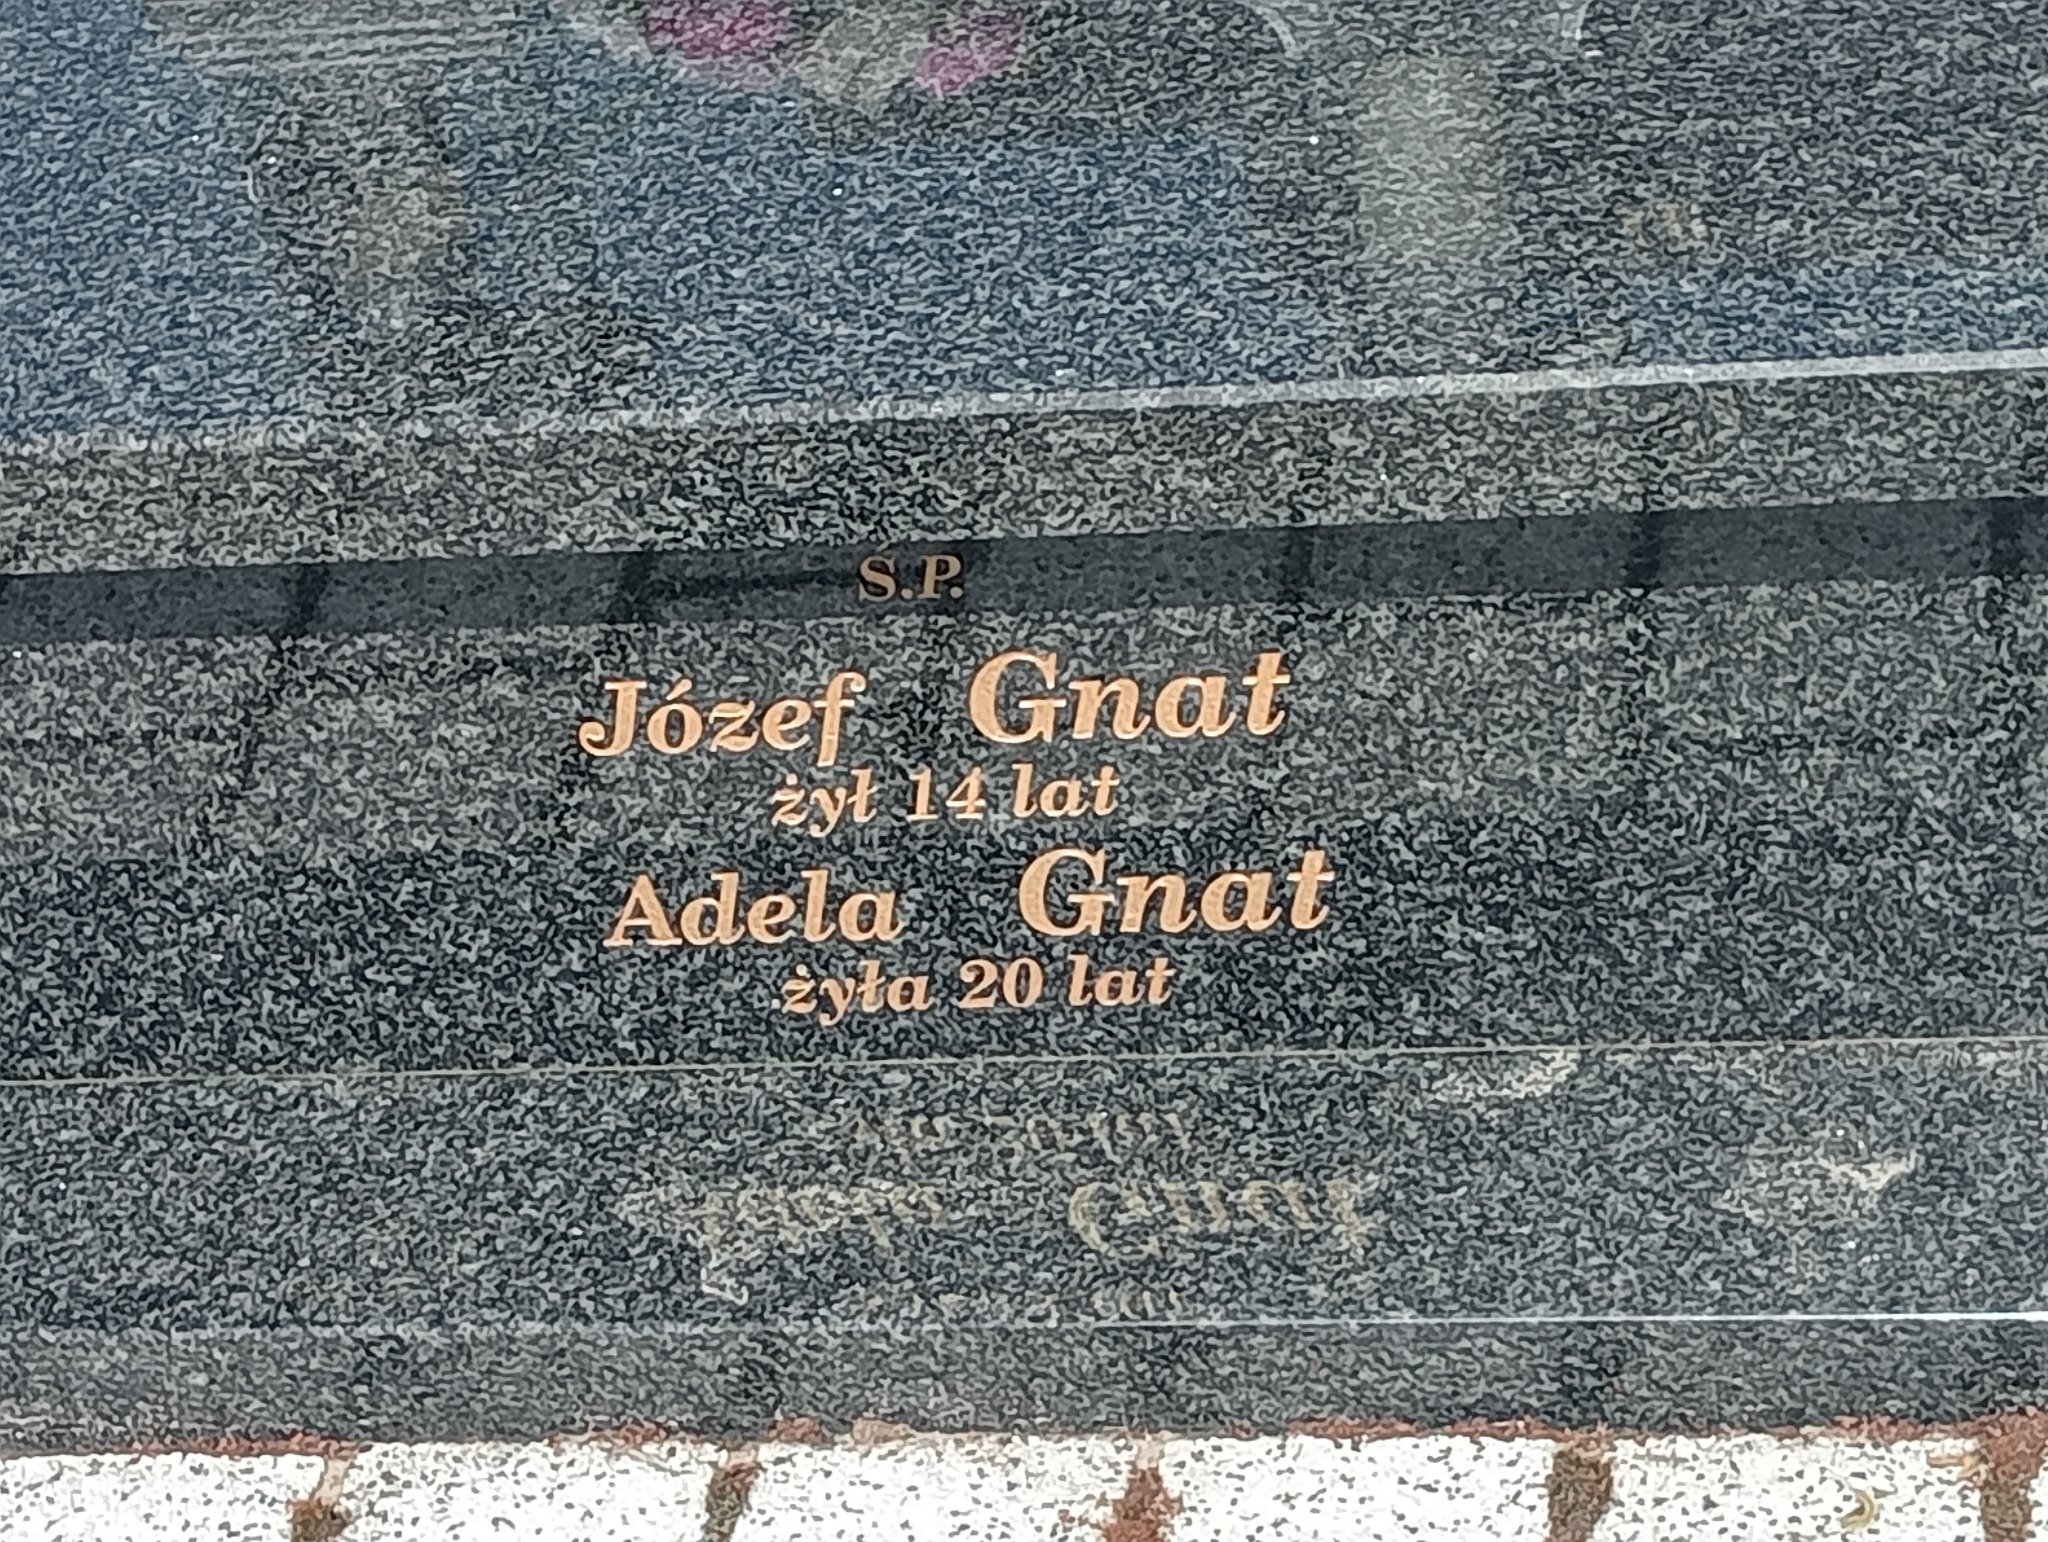 Ś.P.
Józef Gnat
żył 14 lat
Adela Gnat
żyła 20 lat